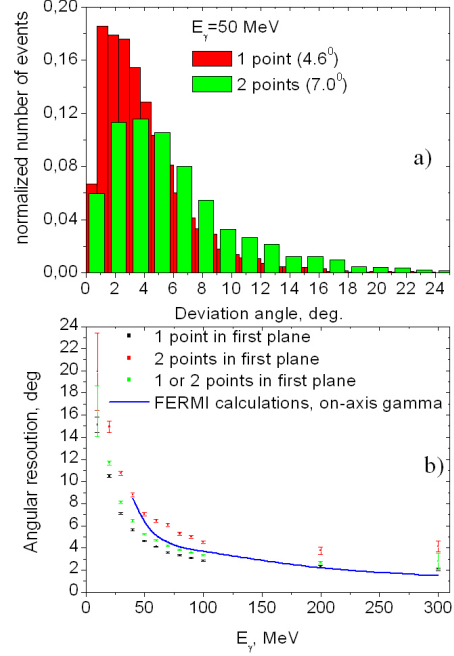 0,20
0,16
0,12
0,08
0,04
0,00
normalized number of events
Eγ=50 MeV
1 point (4.6⁰)
2 points (7.0⁰)
a)
0 2 4 6 8 10 12 14 16 18 20 22 24
Deviation angle, deg.
24
22
20
18
16
14
12
10
8
6
4
2
0
Angular resoution, deg
1 point in first plane
2 points in first plane
1 or 2 points in first plane
FERMI calculations, on-axis gamma
b)
0 50 100 150 200 250 300
Eγ, MeV